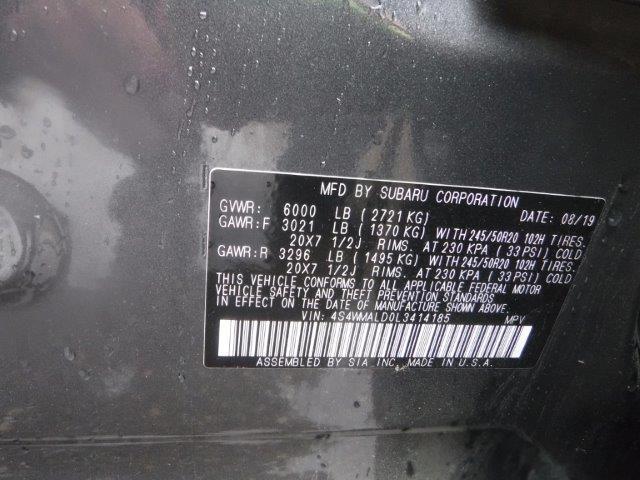 MFD BY SUBARU CORPORATION
GVWR: 6000 LB (2721 KG) DATE: 08/19
GAWR:F 3021 LB (1370 KG) WITH 245/50R20 102H TIRES.
20X7 1/2J RIMS. AT 230 KPA (33 PSI) COLD
GAWR:R 3296 LB (1495 KG) WITH 245/50R20 102H TIRES.
20X7 1/2J RIMS. AT 230 KPA (33 PSI) COLD
THIS VEHICLE CONFORMS TO ALL APPLICABLE FEDERAL MOTOR
VEHICLE SAFETY AND THEFT PREVENTION STANDARDS
IN EFFECT ON THE DATE OF MANUFACTURE SHOWN ABOVE.
VIN: 4S4WMALD0L3414185 MPV
ASSEMBLED BY SIA INC. MADE IN U.S.A.